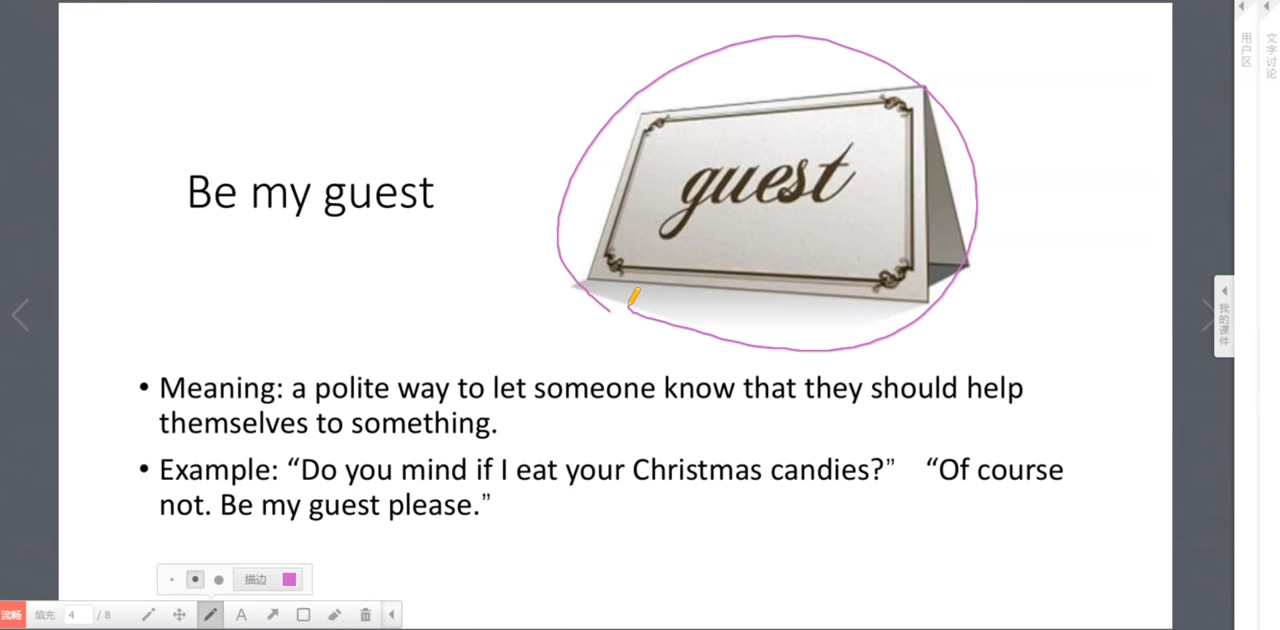 guest
Be my guest
• Meaning: a polite way to let someone know that they should help
themselves to something.
• Example: “Do you mind if I eat your Christmas candies?”    “Of course
not. Be my guest please.”
描边
流畅 填充 4 / 8 A
用户区
文字讨论
我的课件